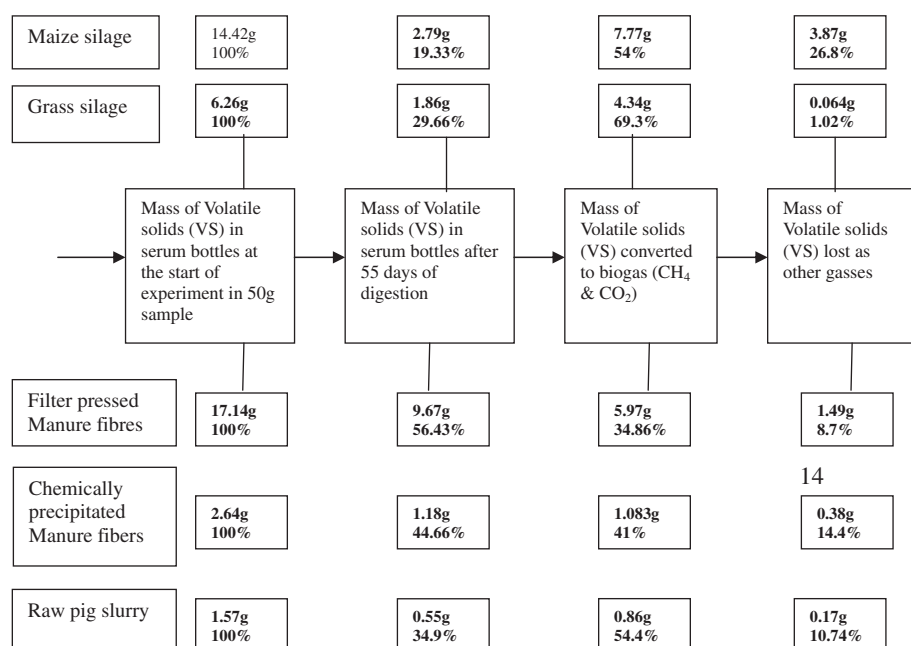 Maize silage
14.42g
100%
2.79g
19.33%
7.77g
54%
3.87g
26.8%
Grass silage
6.26g
100%
1.86g
29.66%
4.34g
69.3%
0.064g
1.02%
Mass of Volatile
solids (VS) in
serum bottles at
the start of
experiment in 50g
sample
Mass of Volatile
solids (VS) in
serum bottles after
55 days of
digestion
Mass of
Volatile solids
(VS) converted
to biogas (CH₄
& CO₂)
Mass of
Volatile solids
(VS) lost as
other gasses
Filter pressed
Manure fibres
17.14g
100%
9.67g
56.43%
5.97g
34.86%
1.49g
8.7%
14
Chemically
precipitated
Manure fibers
2.64g
100%
1.18g
44.66%
1.083g
41%
0.38g
14.4%
Raw pig slurry
1.57g
100%
0.55g
34.9%
0.86g
54.4%
0.17g
10.74%